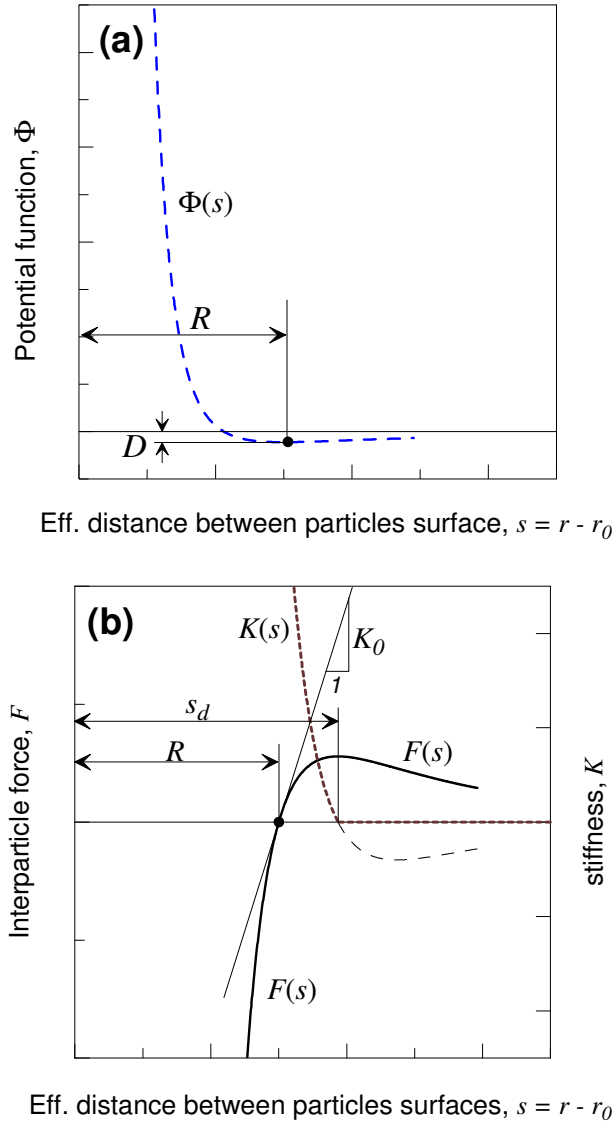 (a)
Potential function, Φ
Φ(s)
R
D
Eff. distance between particles surface, s = r - r₀
(b)
K(s)
K₀
1
s_d
R
F(s)
F(s)
Interparticle force, F
stiffness, K
Eff. distance between particles surfaces, s = r - r₀